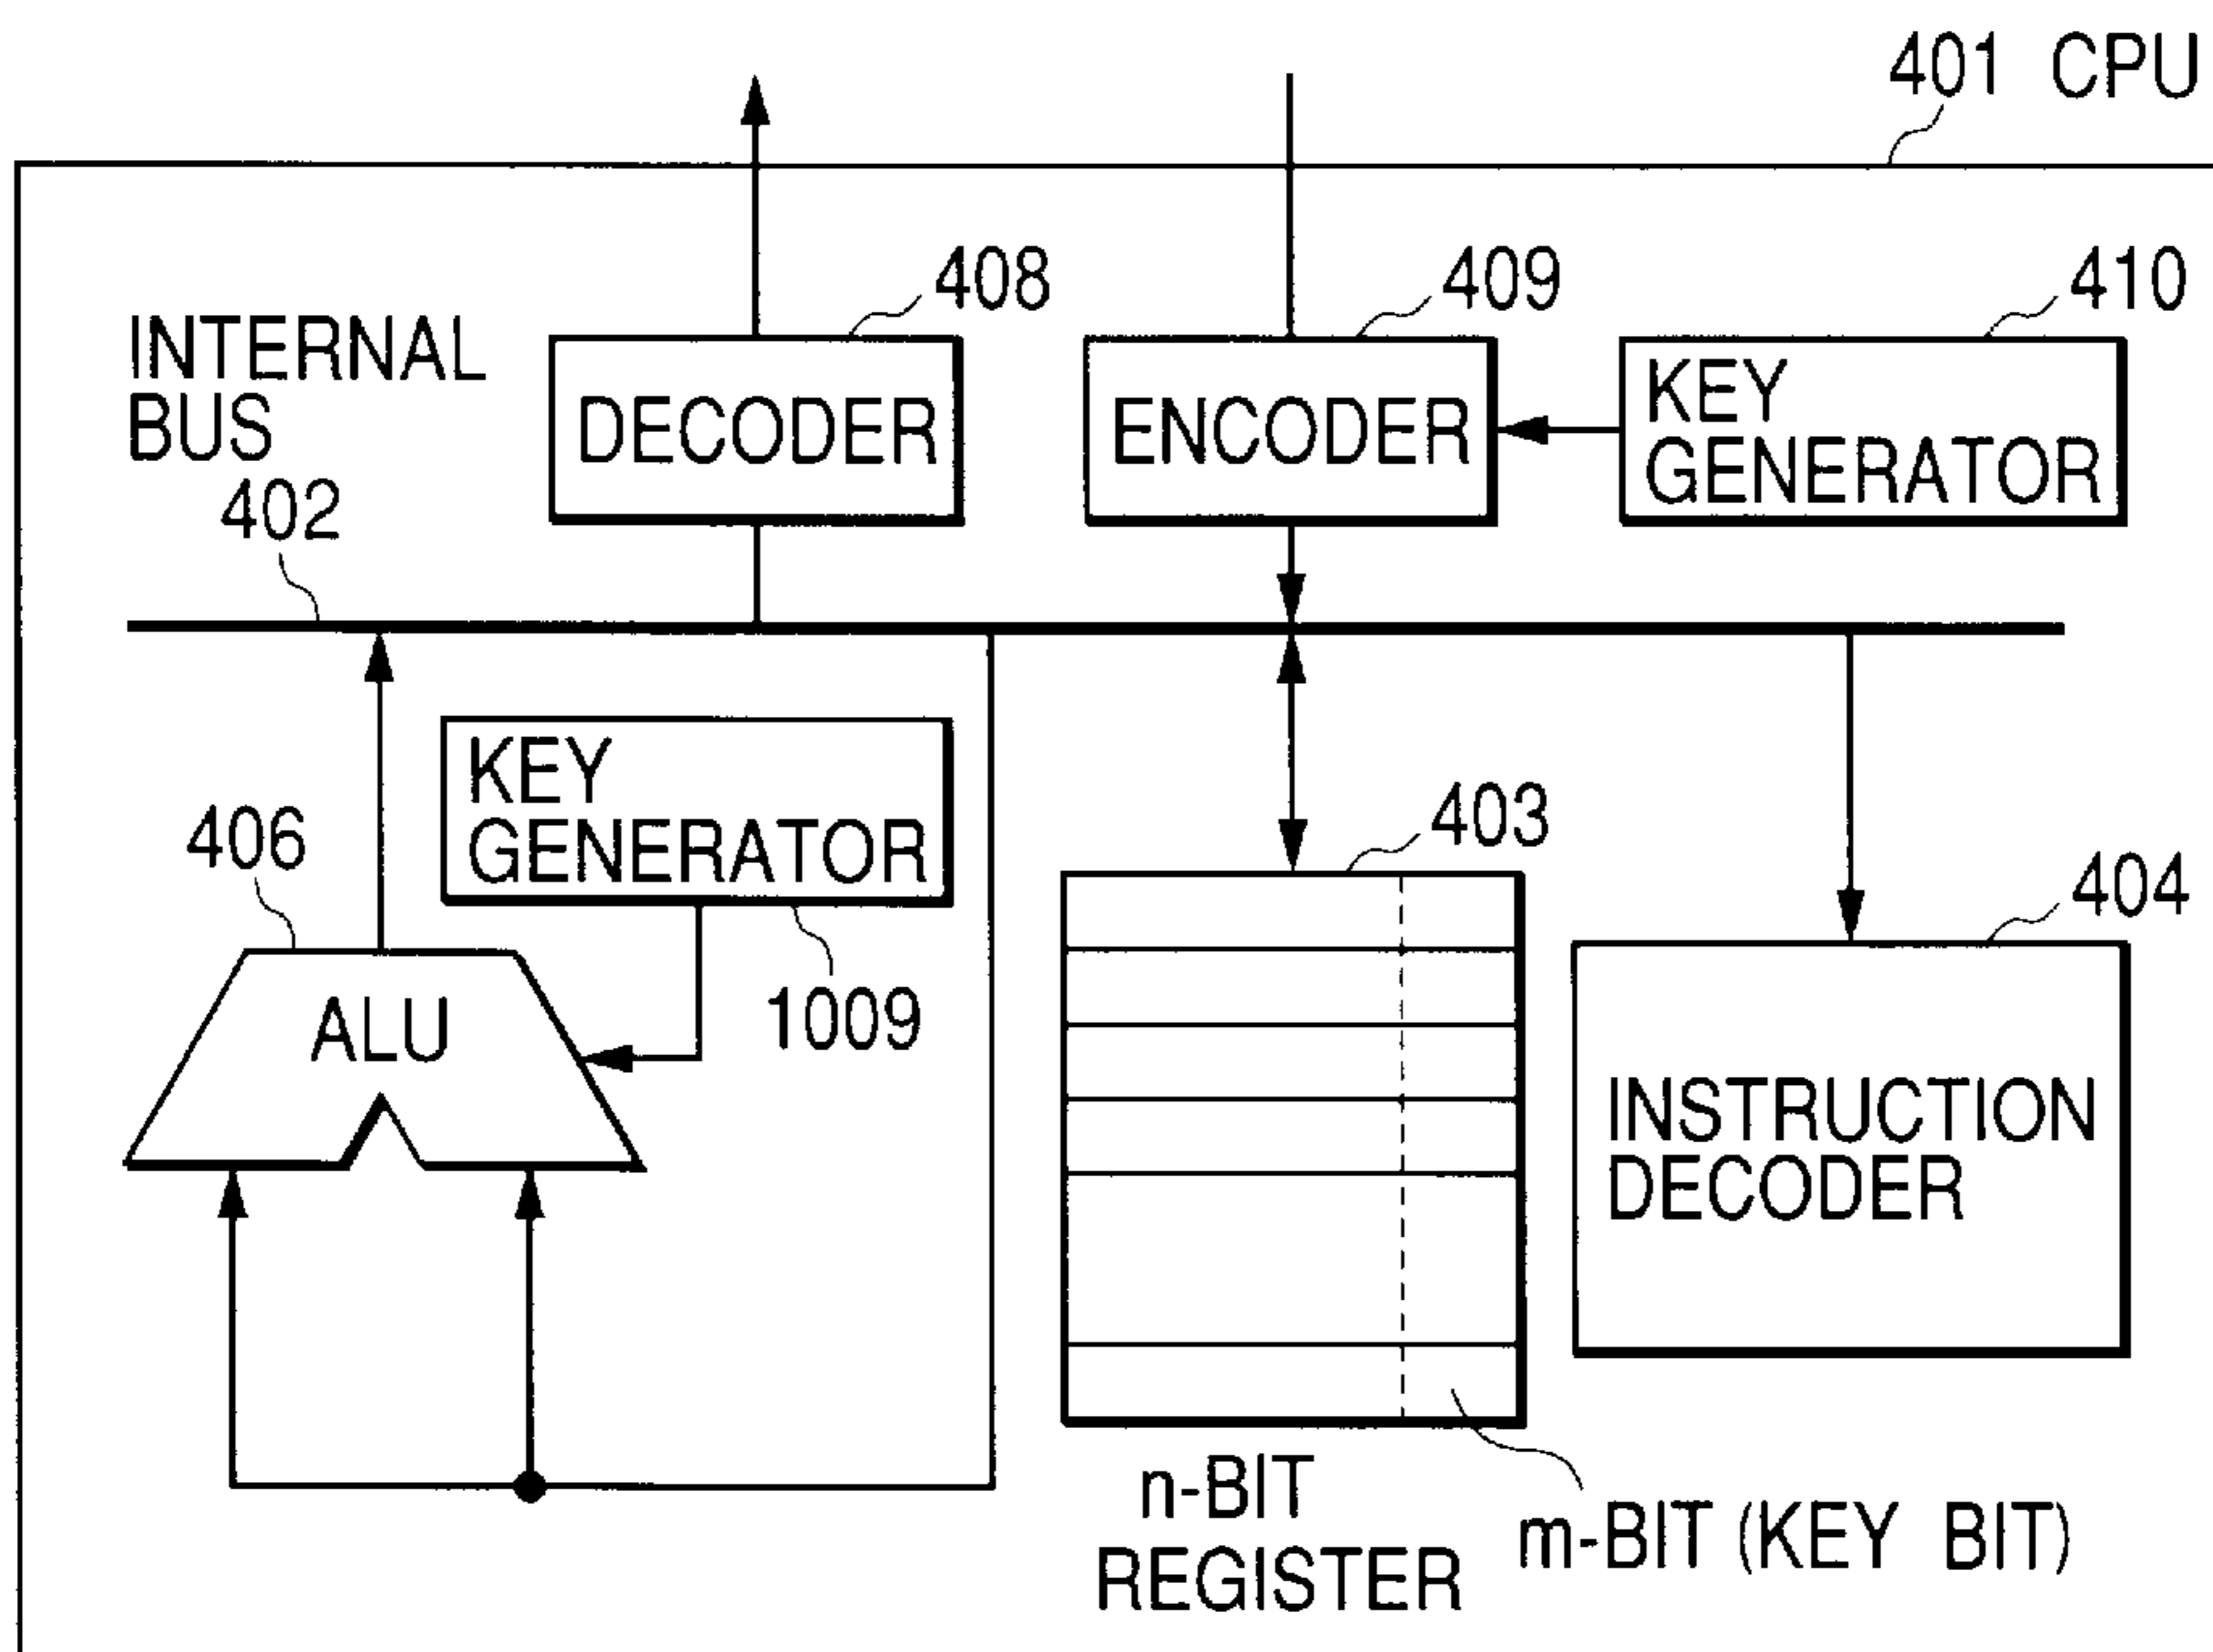 401 CPU
408
409
410
INTERNAL
BUS
402
DECODER
ENCODER
KEY
GENERATOR
KEY
GENERATOR
406
1009
ALU
403
404
INSTRUCTION
DECODER
n-BIT
REGISTER
m-BIT (KEY BIT)